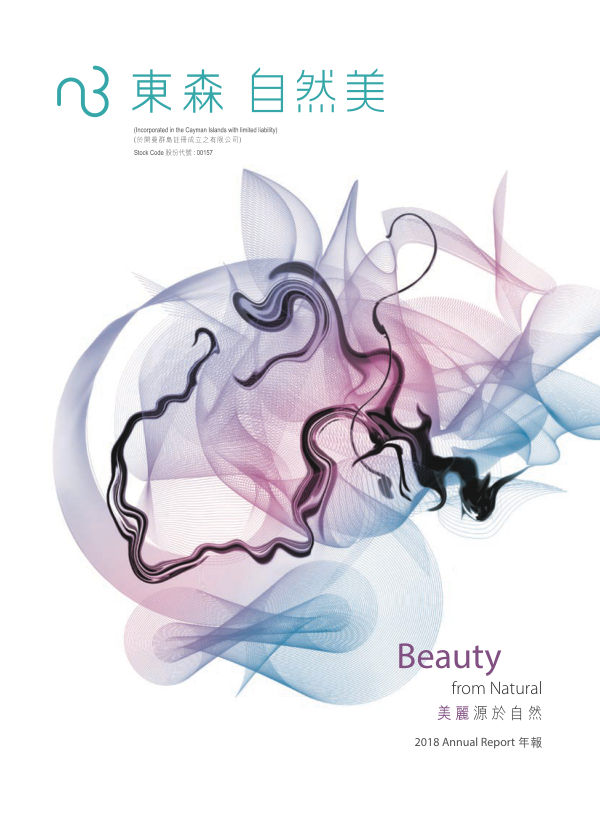 東森 自然美
(Incorporated in the Cayman Islands with limited liability)
(於開曼群島註冊成立之有限公司)
Stock Code 股份代號 : 00157
Beauty
from Natural
美麗源於自然
2018 Annual Report 年報